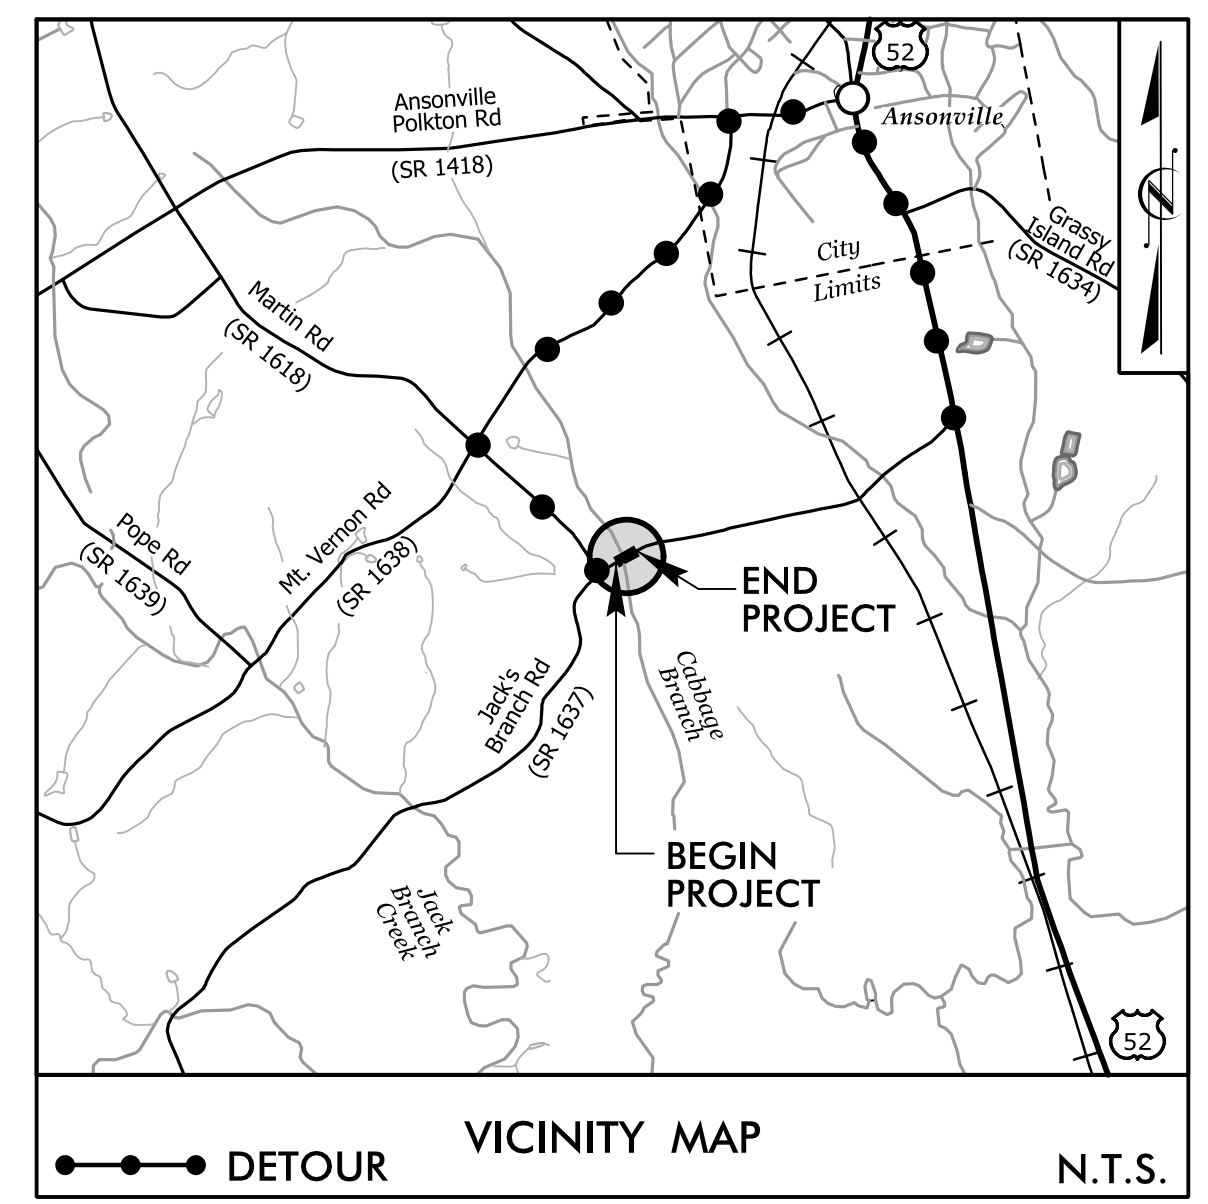 52
Ansonville
Polkton Rd
(SR 1418)
Ansonville
Grassy
Island Rd
(SR 1634)
City
Limits
Martin Rd
(SR 1618)
Pope Rd
(SR 1639)
Mt. Vernon Rd
(SR 1638)
END
PROJECT
Jack's
Branch Rd
(SR 1637)
Cabbage
Branch
BEGIN
PROJECT
Jack
Branch
Creek
52
VICINITY MAP
DETOUR
N.T.S.